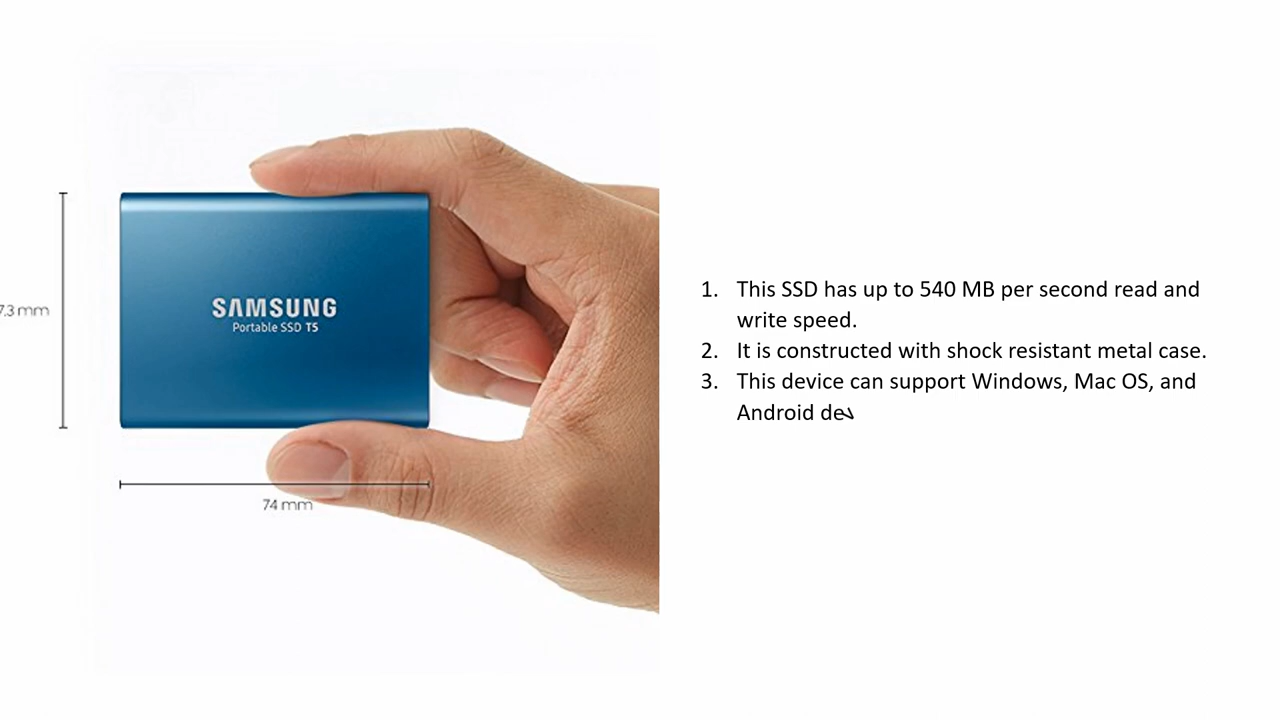 SAMSUNG
Portable SSD T5
7.3 mm
74 mm
1. This SSD has up to 540 MB per second read and
write speed.
2. It is constructed with shock resistant metal case.
3. This device can support Windows, Mac OS, and
Android